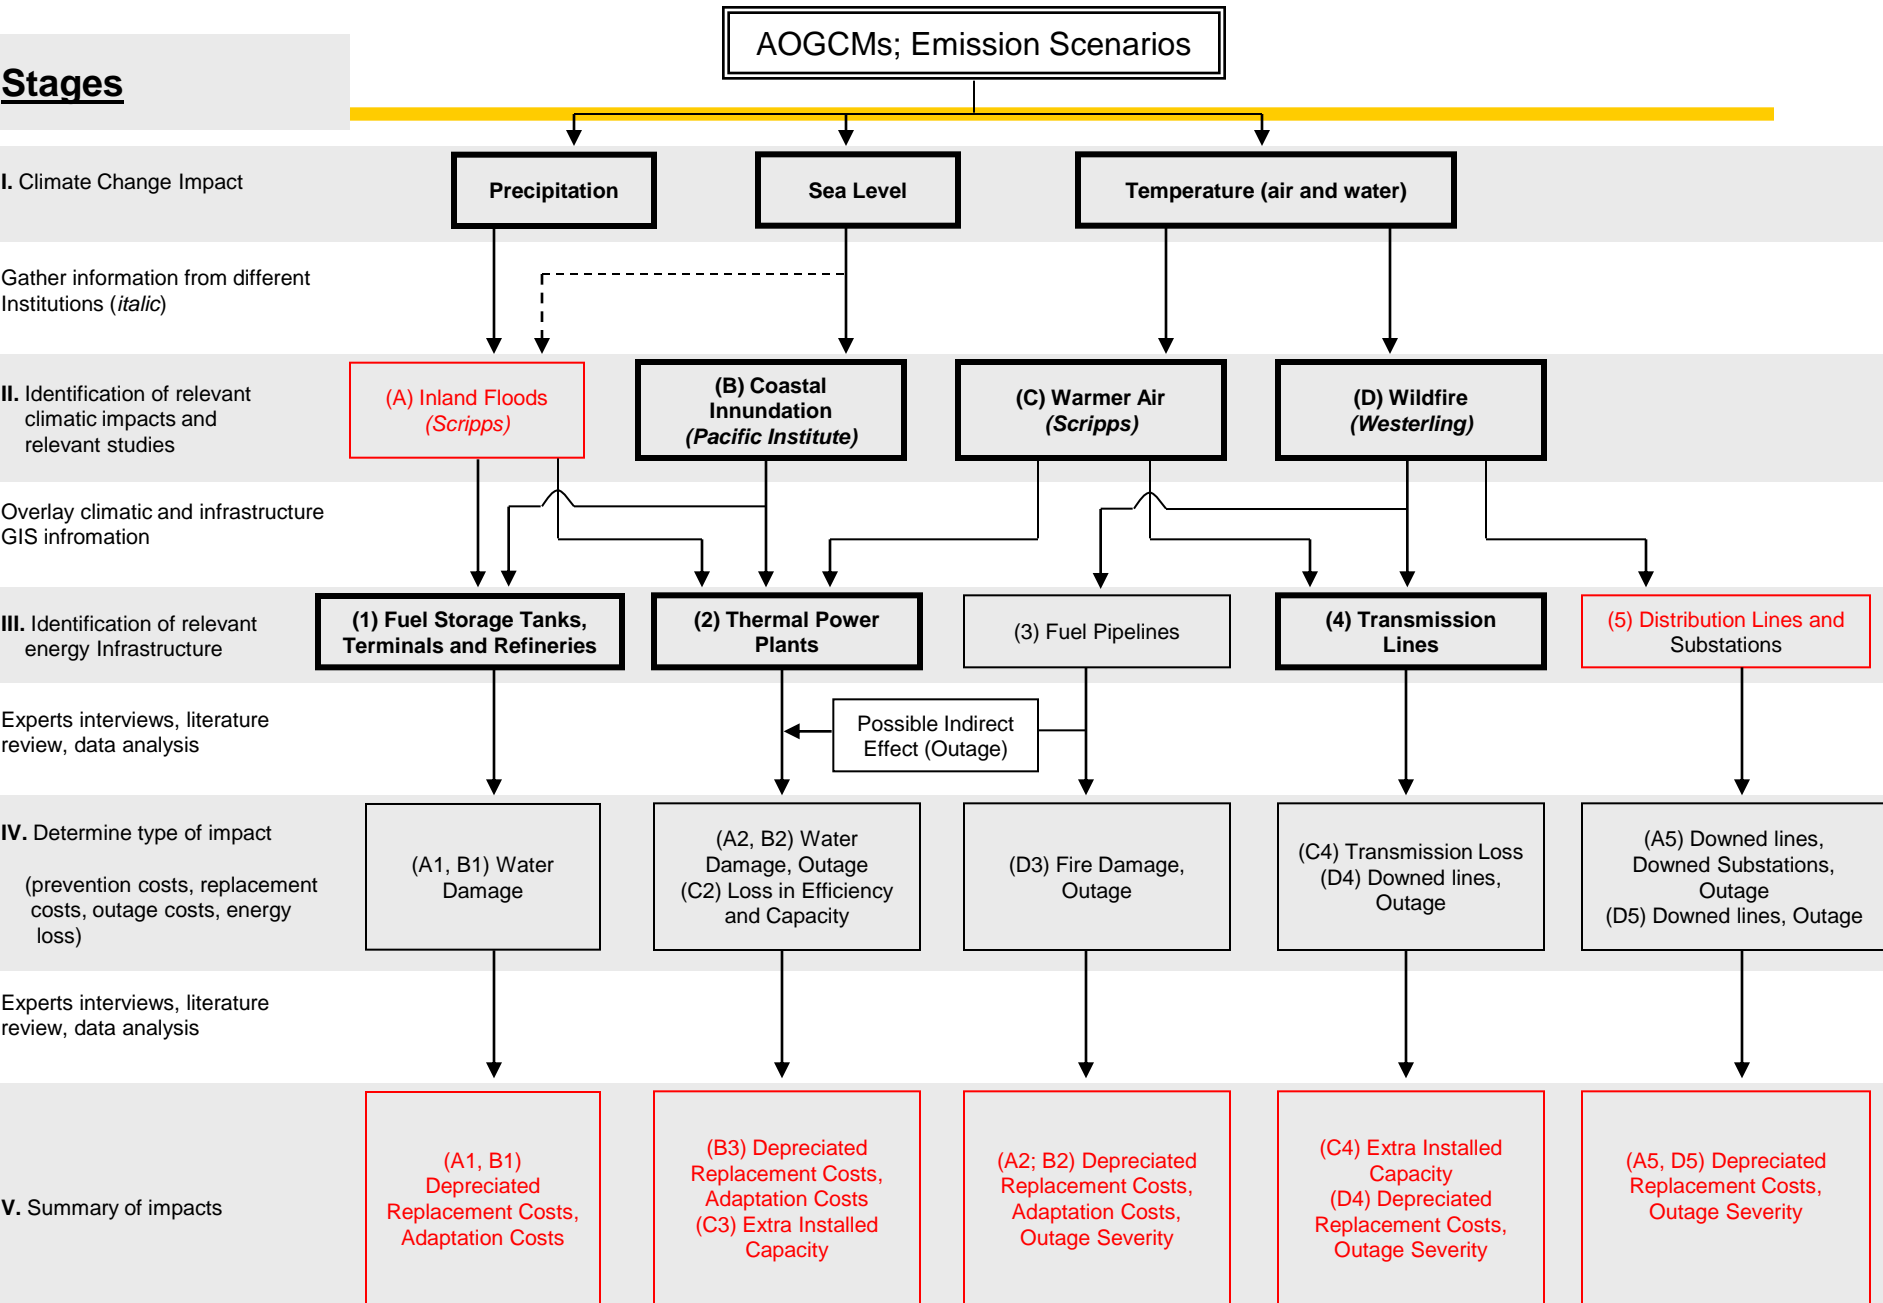 AOGCMs; Emission Scenarios
Stages
I. Climate Change Impact
Precipitation
Sea Level
Temperature (air and water)
Gather information from different
Institutions (italic)
II. Identification of relevant
climatic impacts and
relevant studies
(A) Inland Floods
(Scripps)
(B) Coastal
Innundation
(Pacific Institute)
(C) Warmer Air
(Scripps)
(D) Wildfire
(Westerling)
Overlay climatic and infrastructure
GIS infromation
III. Identification of relevant
energy Infrastructure
(1) Fuel Storage Tanks,
Terminals and Refineries
(2) Thermal Power
Plants
(3) Fuel Pipelines
(4) Transmission
Lines
(5) Distribution Lines and
Substations
Experts interviews, literature
review, data analysis
Possible Indirect
Effect (Outage)
IV. Determine type of impact
(prevention costs, replacement
costs, outage costs, energy
loss)
(A1, B1) Water
Damage
(A2, B2) Water
Damage, Outage
(C2) Loss in Efficiency
and Capacity
(D3) Fire Damage,
Outage
(C4) Transmission Loss
(D4) Downed lines,
Outage
(A5) Downed lines,
Downed Substations,
Outage
(D5) Downed lines, Outage
Experts interviews, literature
review, data analysis
V. Summary of impacts
(A1, B1)
Depreciated
Replacement Costs,
Adaptation Costs
(B3) Depreciated
Replacement Costs,
Adaptation Costs
(C3) Extra Installed
Capacity
(A2; B2) Depreciated
Replacement Costs,
Adaptation Costs,
Outage Severity
(C4) Extra Installed
Capacity
(D4) Depreciated
Replacement Costs,
Outage Severity
(A5, D5) Depreciated
Replacement Costs,
Outage Severity